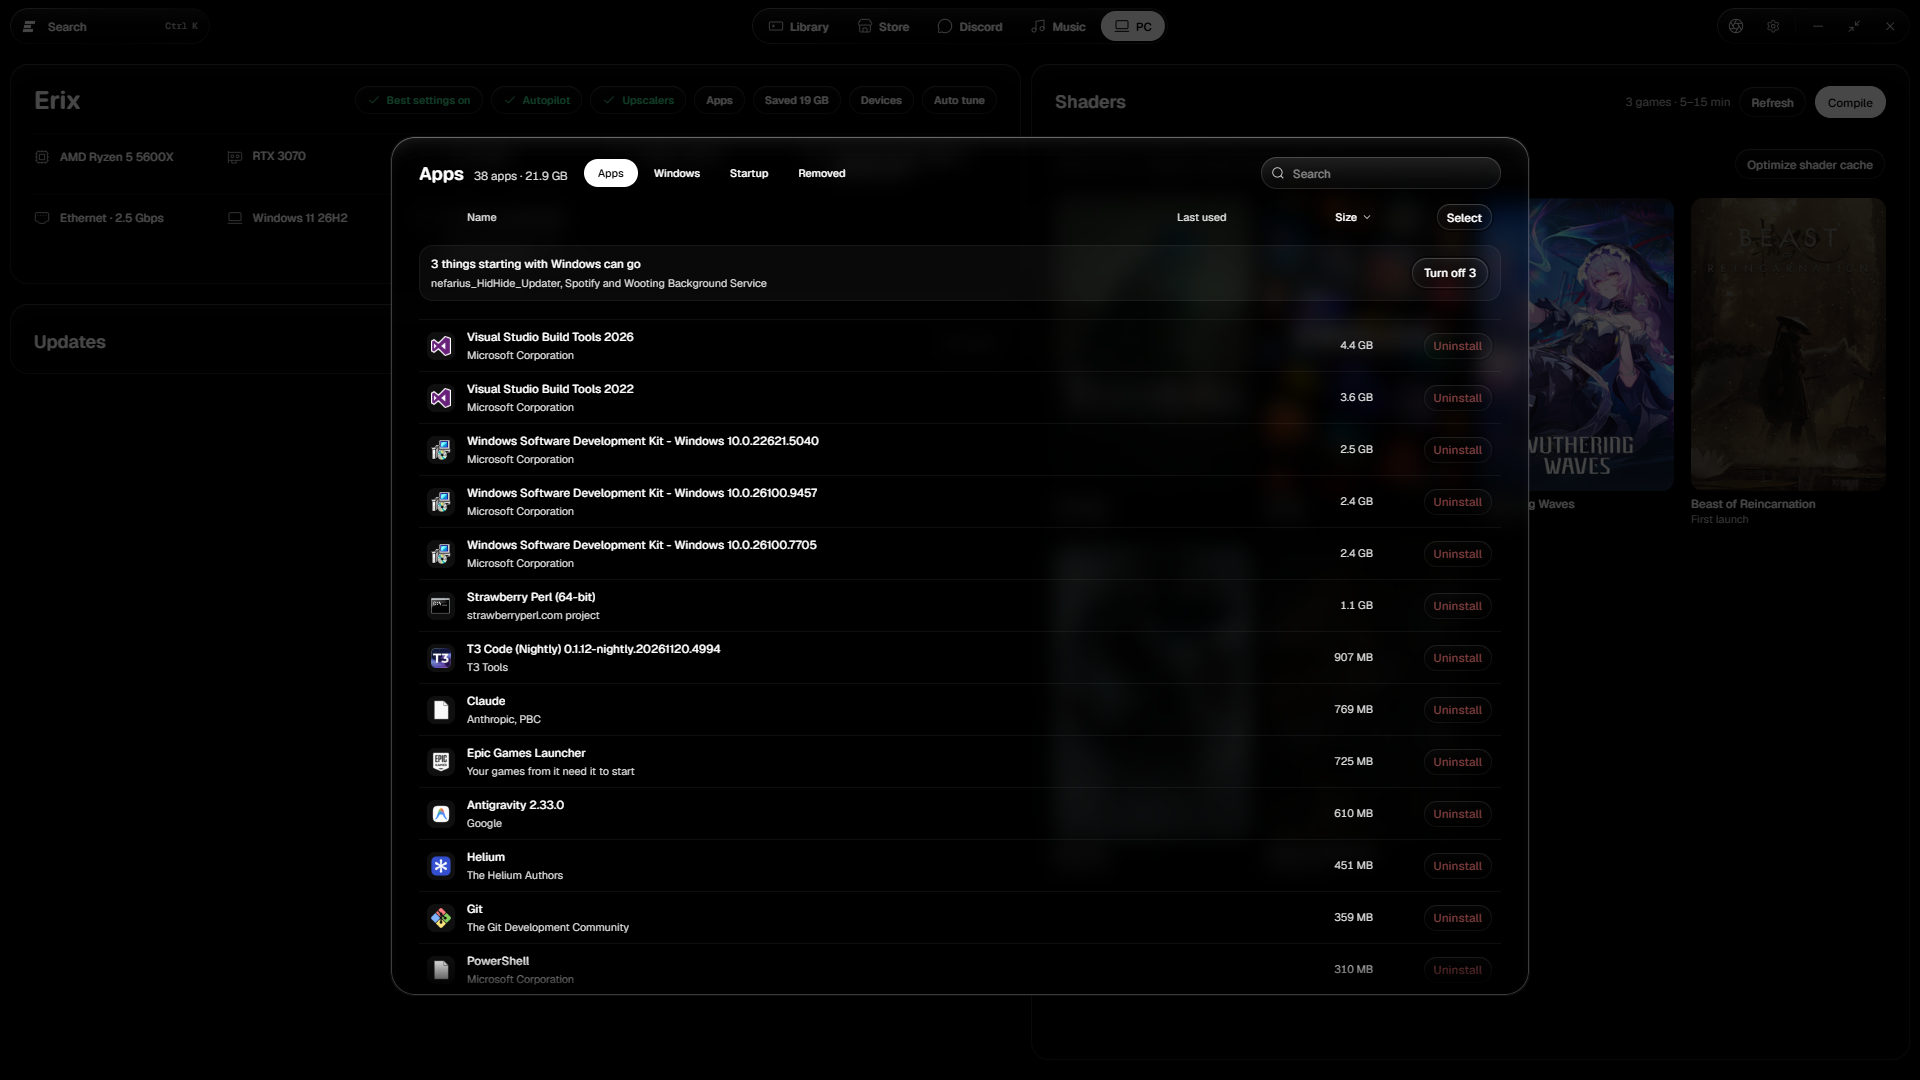 Search
Ctrl K
Library
Store
Discord
Music
PC
Erix
Best settings on
Autopilot
Upscalers
Apps
Saved 19 GB
Devices
Auto tune
AMD Ryzen 5 5600X
RTX 3070
Ethernet · 2.5 Gbps
Windows 11 26H2
Updates
Shaders
3 games · 5–15 min
Refresh
Compile
Optimize shader cache
WUTHERING
WAVES
g Waves
BEAST
REINCARNATION
Beast of Reincarnation
First launch
Apps
38 apps · 21.9 GB
Apps
Windows
Startup
Removed
Search
Name
Last used
Size
Select
3 things starting with Windows can go
nefarius_HidHide_Updater, Spotify and Wooting Background Service
Turn off 3
Visual Studio Build Tools 2026
Microsoft Corporation
4.4 GB
Uninstall
Visual Studio Build Tools 2022
Microsoft Corporation
3.6 GB
Uninstall
Windows Software Development Kit - Windows 10.0.22621.5040
Microsoft Corporation
2.5 GB
Uninstall
Windows Software Development Kit - Windows 10.0.26100.9457
Microsoft Corporation
2.4 GB
Uninstall
Windows Software Development Kit - Windows 10.0.26100.7705
Microsoft Corporation
2.4 GB
Uninstall
Strawberry Perl (64-bit)
strawberryperl.com project
1.1 GB
Uninstall
T3
T3 Code (Nightly) 0.1.12-nightly.20261120.4994
T3 Tools
907 MB
Uninstall
Claude
Anthropic, PBC
769 MB
Uninstall
EPIC
GAMES
Epic Games Launcher
Your games from it need it to start
725 MB
Uninstall
Antigravity 2.33.0
Google
610 MB
Uninstall
Helium
The Helium Authors
451 MB
Uninstall
Git
The Git Development Community
359 MB
Uninstall
PowerShell
Microsoft Corporation
310 MB
Uninstall